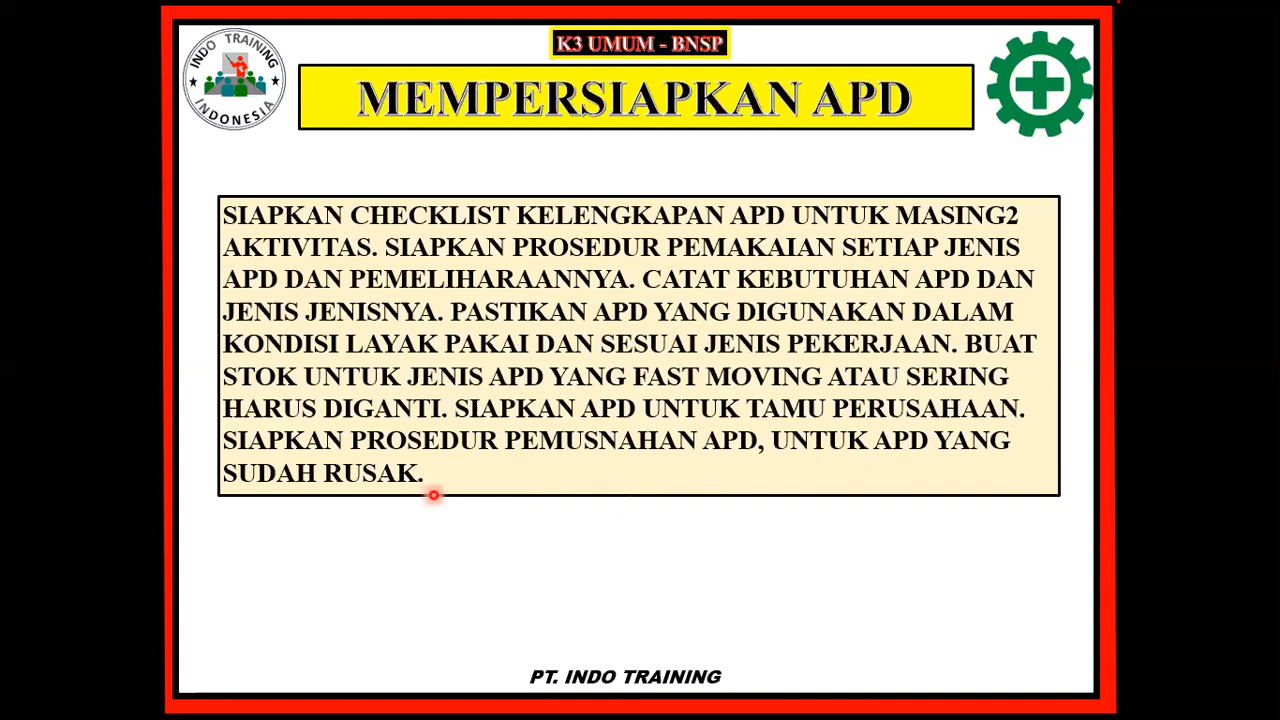 INDO TRAINING
INDONESIA
K3 UMUM - BNSP
MEMPERSIAPKAN APD
SIAPKAN CHECKLIST KELENGKAPAN APD UNTUK MASING2
AKTIVITAS. SIAPKAN PROSEDUR PEMAKAIAN SETIAP JENIS
APD DAN PEMELIHARAANNYA. CATAT KEBUTUHAN APD DAN
JENIS JENISNYA. PASTIKAN APD YANG DIGUNAKAN DALAM
KONDISI LAYAK PAKAI DAN SESUAI JENIS PEKERJAAN. BUAT
STOK UNTUK JENIS APD YANG FAST MOVING ATAU SERING
HARUS DIGANTI. SIAPKAN APD UNTUK TAMU PERUSAHAAN.
SIAPKAN PROSEDUR PEMUSNAHAN APD, UNTUK APD YANG
SUDAH RUSAK.
PT. INDO TRAINING